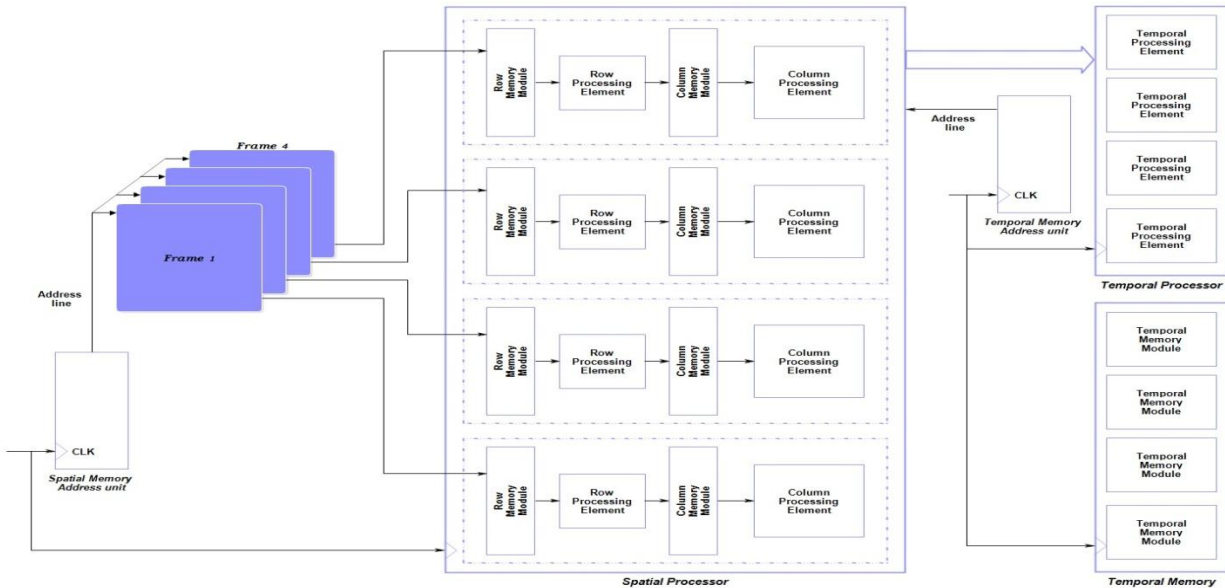 Frame 4
Frame 1
Address
line
CLK
Spatial Memory
Address unit
Row
Memory
Module
Row
Processing
Element
Column
Memory
Module
Column
Processing
Element
Row
Memory
Module
Row
Processing
Element
Column
Memory
Module
Column
Processing
Element
Row
Memory
Module
Row
Processing
Element
Column
Memory
Module
Column
Processing
Element
Row
Memory
Module
Row
Processing
Element
Column
Memory
Module
Column
Processing
Element
Spatial Processor
Address
line
CLK
Temporal Memory
Address unit
Temporal
Processing
Element
Temporal
Processing
Element
Temporal
Processing
Element
Temporal
Processing
Element
Temporal Processor
Temporal
Memory
Module
Temporal
Memory
Module
Temporal
Memory
Module
Temporal
Memory
Module
Temporal Memory